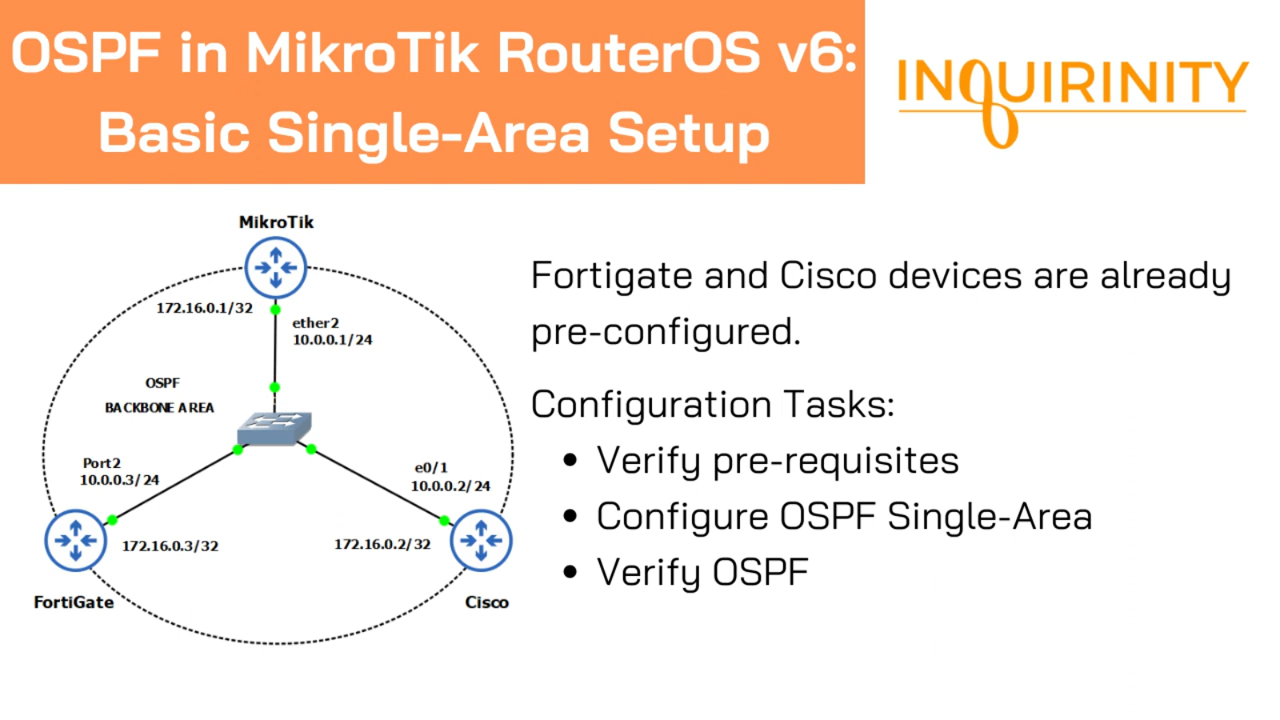 OSPF in MikroTik RouterOS v6:
Basic Single-Area Setup
INQUIRINITY
MikroTik
172.16.0.1/32
ether2
10.0.0.1/24
OSPF
BACKBONE AREA
Port2
10.0.0.3/24
e0/1
10.0.0.2/24
172.16.0.3/32
172.16.0.2/32
FortiGate
Cisco
Fortigate and Cisco devices are already
pre-configured.
Configuration Tasks:
• Verify pre-requisites
• Configure OSPF Single-Area
• Verify OSPF